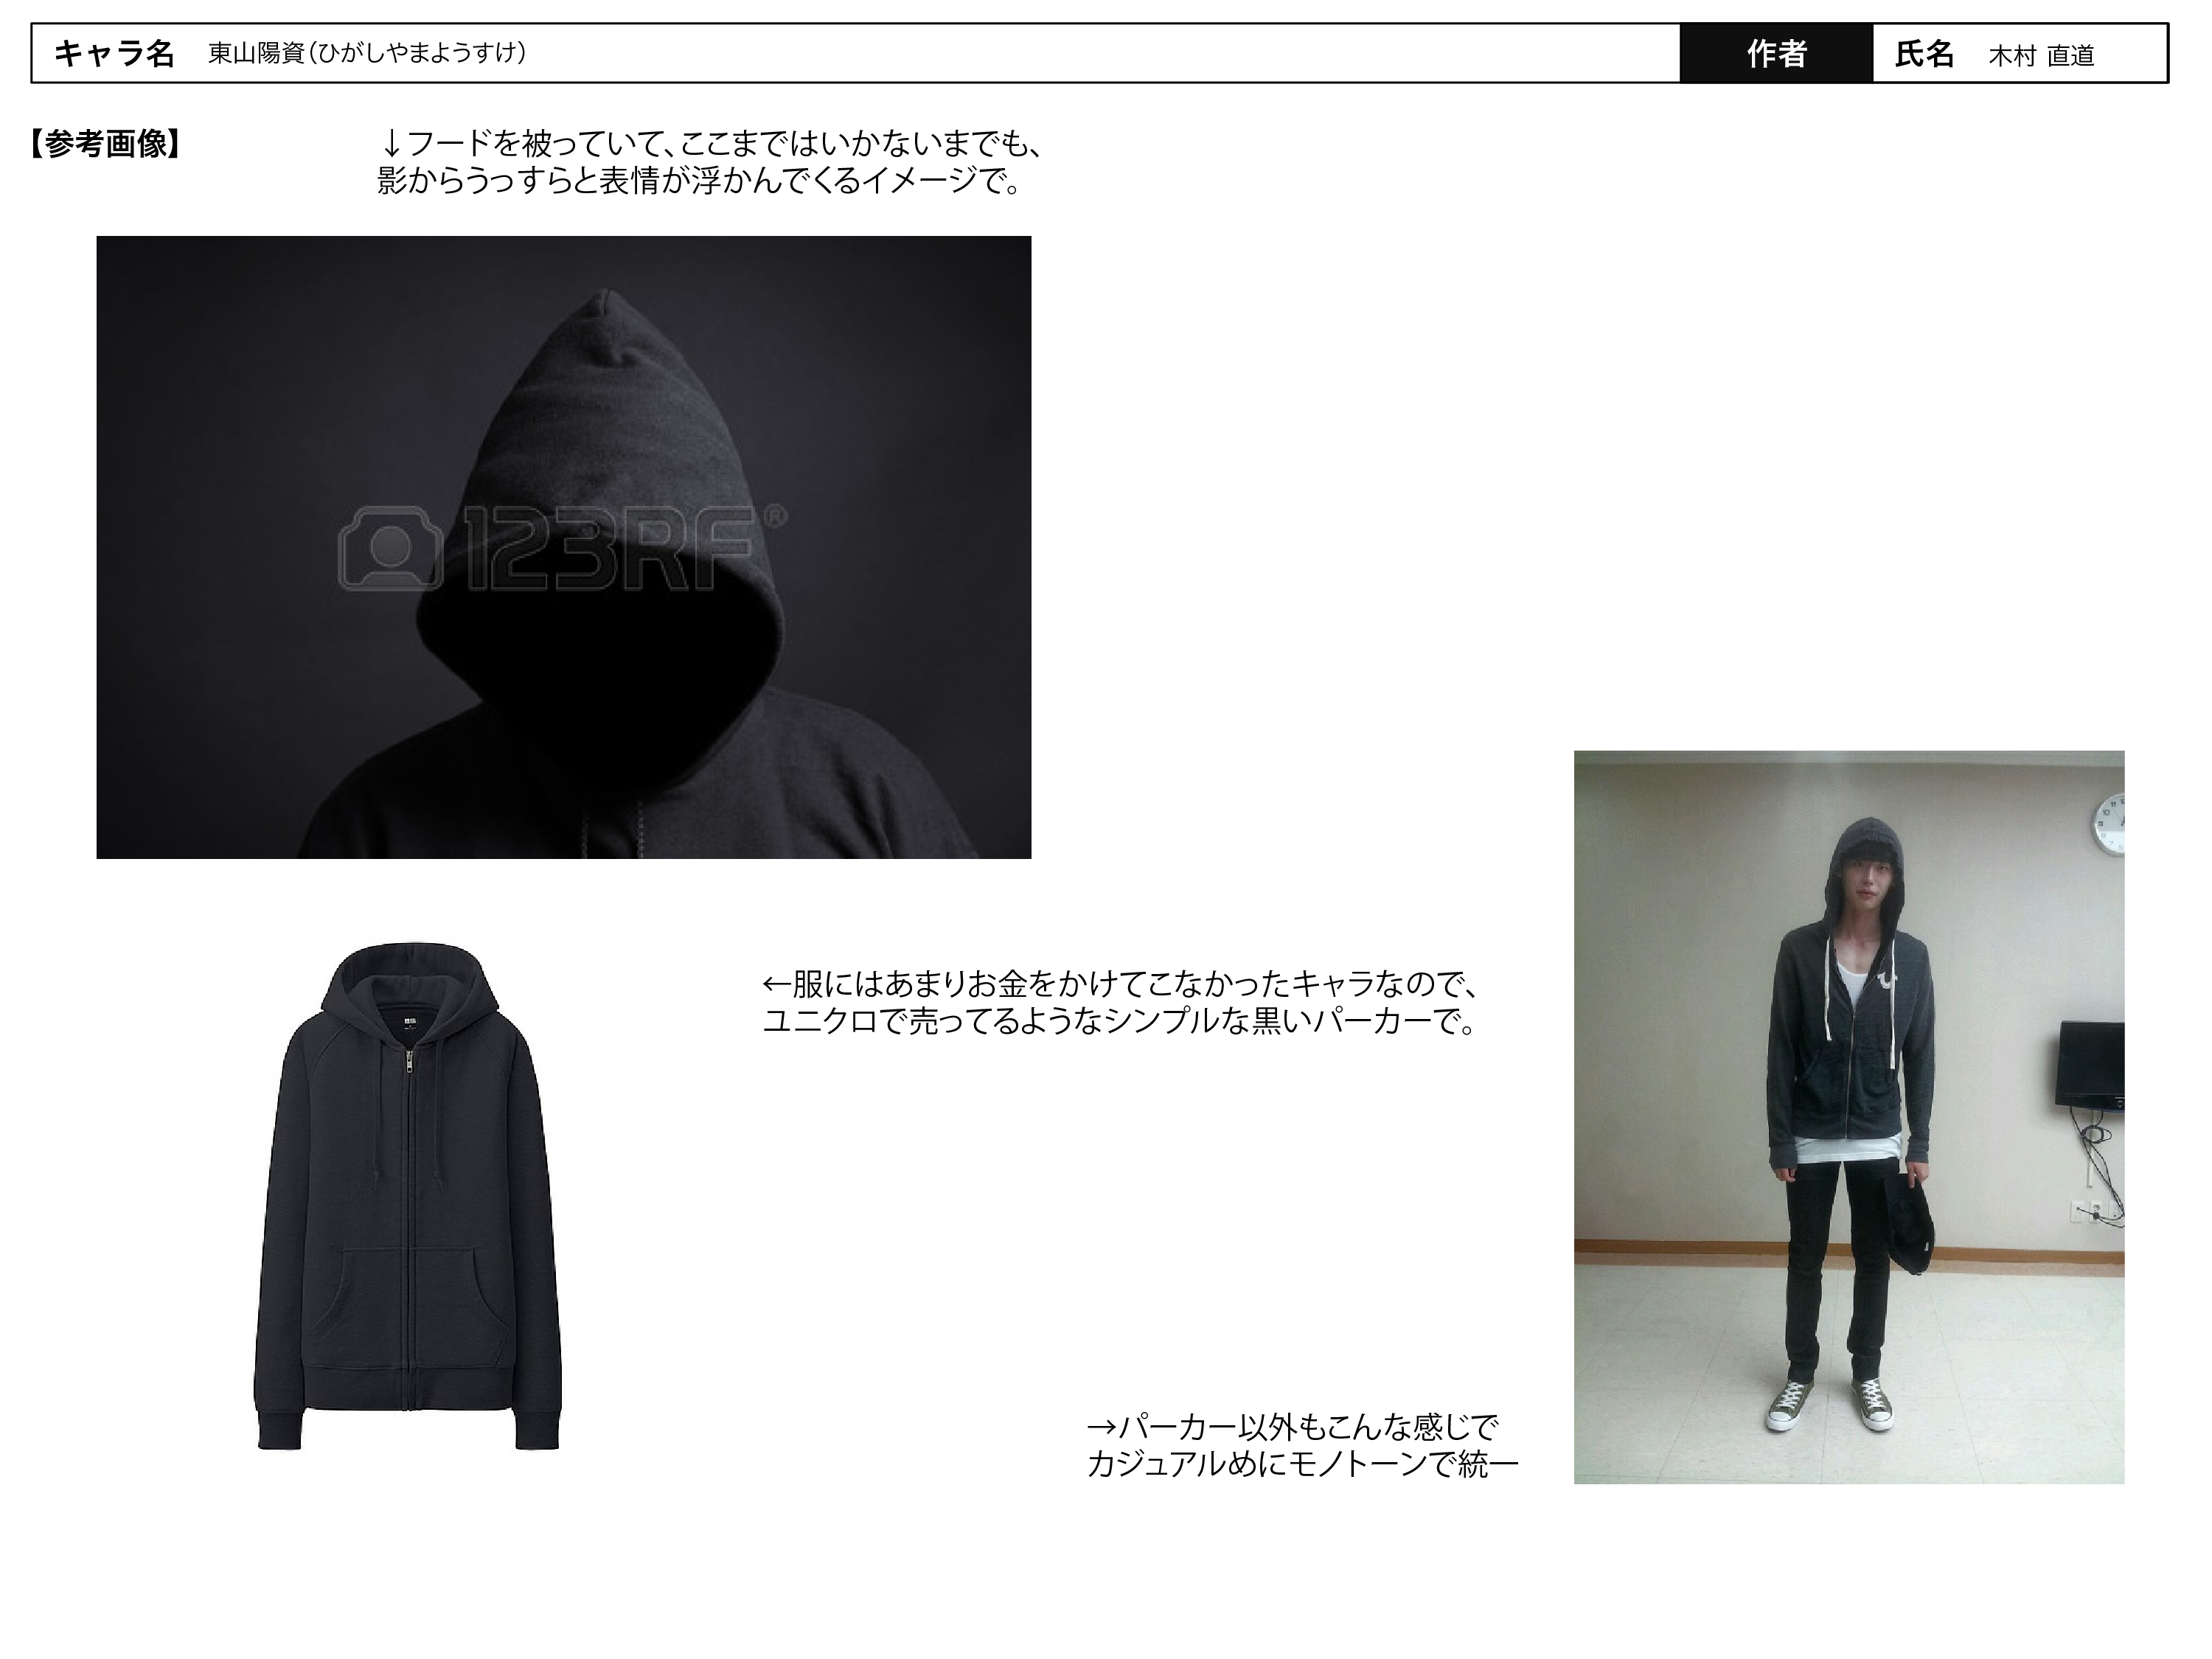 キャラ名 東山陽資（ひがしやまようすけ） 作者 氏名 木村 直道
【参考画像】
↓フードを被っていて、ここまではいかないまでも、
影からうっすらと表情が浮かんでくるイメージで。
123RF®
←服にはあまりお金をかけてこなかったキャラなので、
ユニクロで売ってるようなシンプルな黒いパーカーで。
→パーカー以外もこんな感じで
カジュアルめにモノトーンで統一